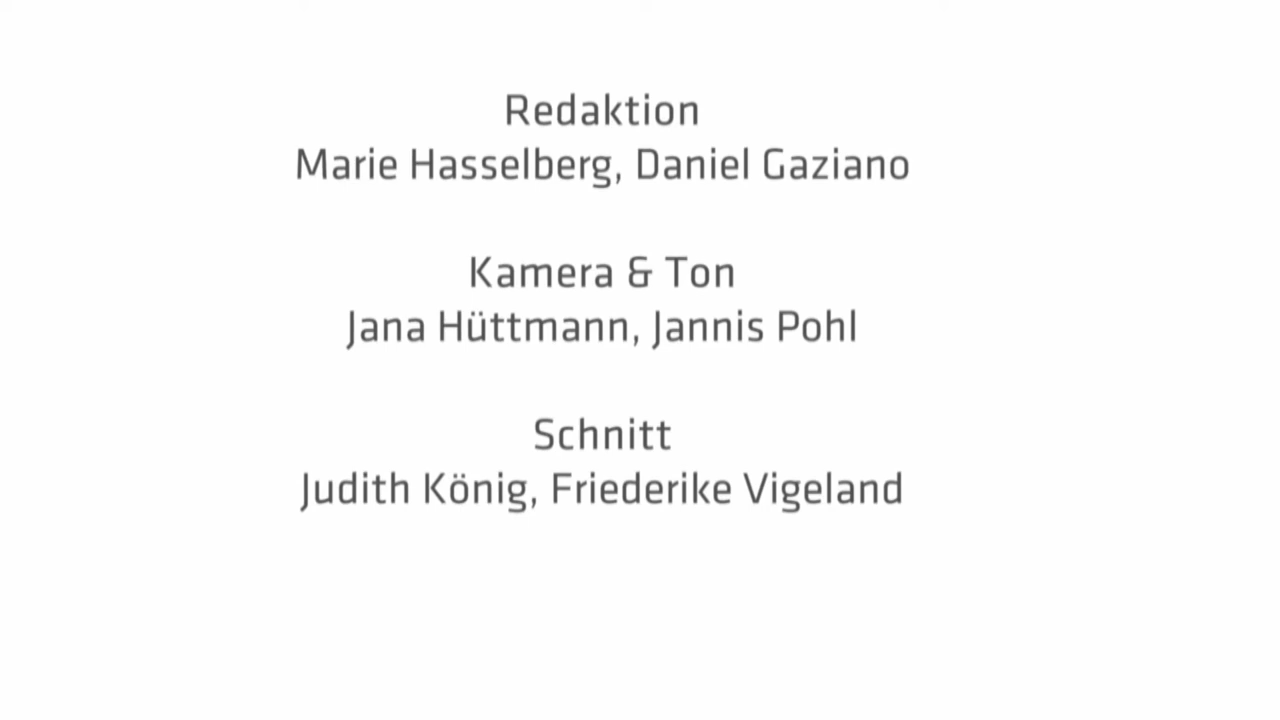 Redaktion
Marie Hasselberg, Daniel Gaziano
Kamera & Ton
Jana Hüttmann, Jannis Pohl
Schnitt
Judith König, Friederike Vigeland